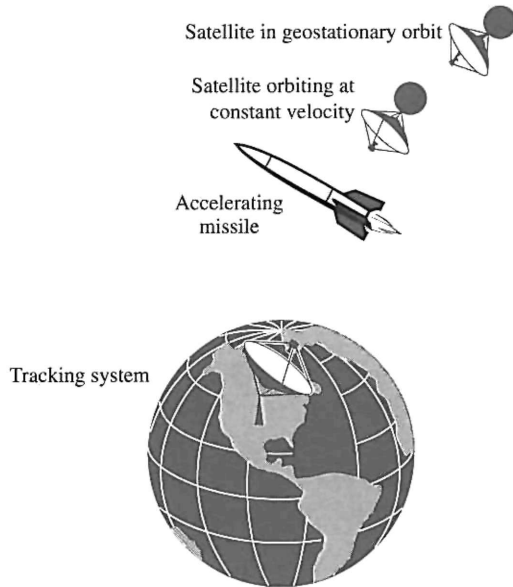 Satellite in geostationary orbit
Satellite orbiting at
constant velocity
Accelerating
missile
Tracking system